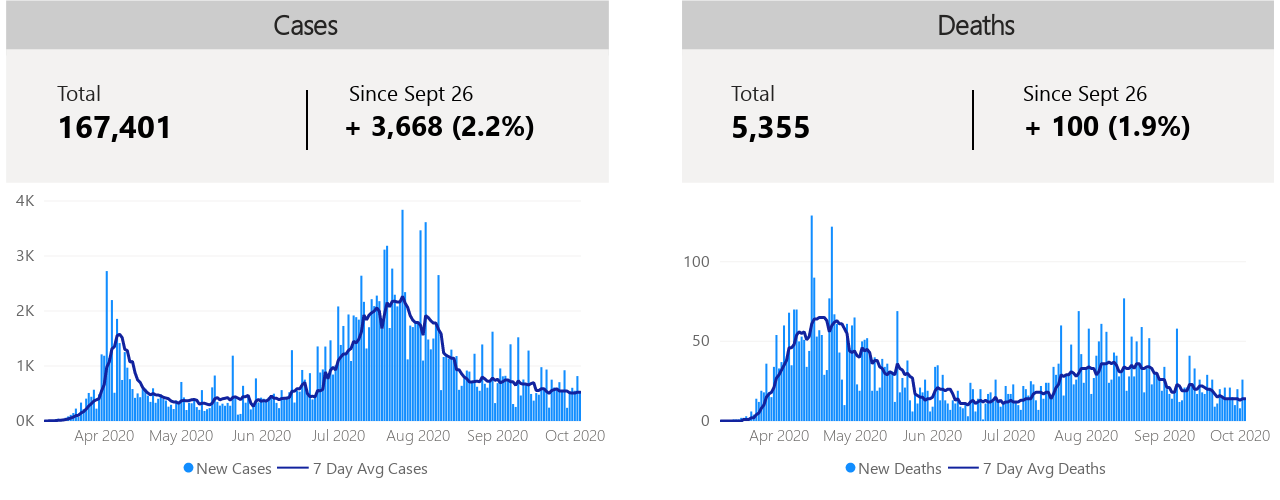 Cases
Total
167,401
Since Sept 26
+ 3,668 (2.2%)
4K
3K
2K
1K
0K
Apr 2020 May 2020 Jun 2020 Jul 2020 Aug 2020 Sep 2020 Oct 2020
New Cases 7 Day Avg Cases
Deaths
Total
5,355
Since Sept 26
+ 100 (1.9%)
100
50
0
Apr 2020 May 2020 Jun 2020 Jul 2020 Aug 2020 Sep 2020 Oct 2020
New Deaths 7 Day Avg Deaths